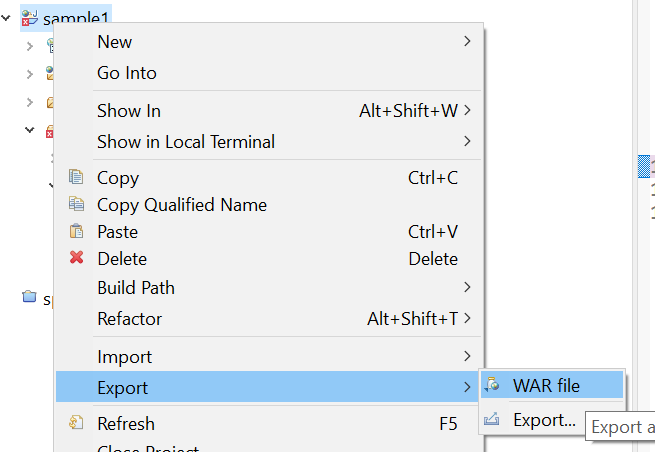 sample1
New
Go Into
Show In Alt+Shift+W
Show in Local Terminal
Copy Ctrl+C
Copy Qualified Name
Paste Ctrl+V
Delete Delete
Build Path
Refactor Alt+Shift+T
Import
Export
WAR file
Refresh F5
Export...
Export a
Close Project